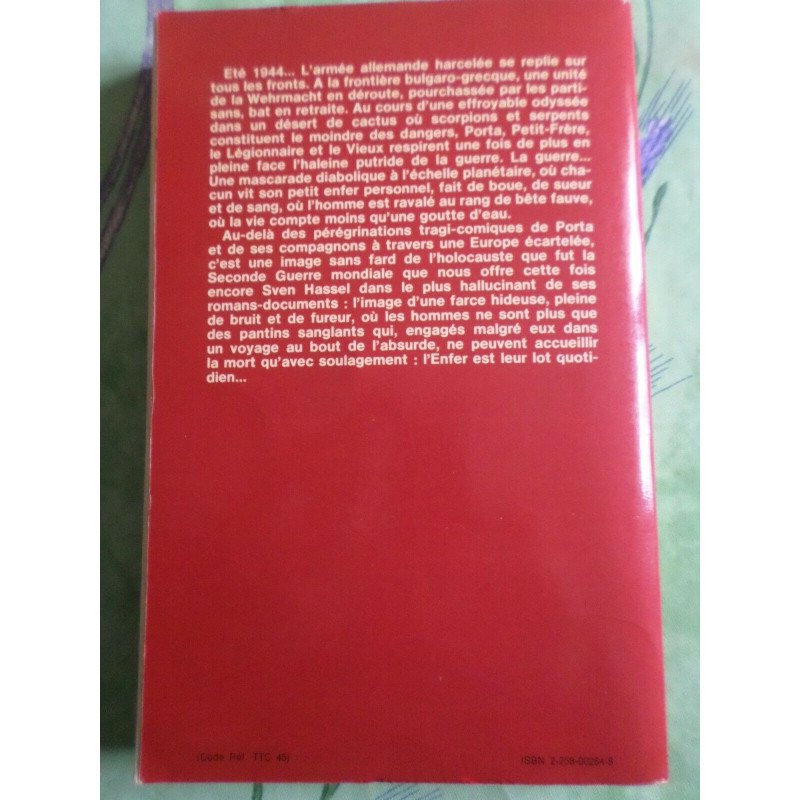 Eté 1944... L'armée allemande harcelée se replie sur
tous les fronts. A la frontière bulgaro-grecque, une unité
de la Wehrmacht en déroute, pourchassée par les parti-
sans, bat en retraite. Au cours d'une effroyable odyssée
dans un désert de cactus où scorpions et serpents
constituent le moindre des dangers, Porta, Petit-Frère,
le Légionnaire et le Vieux respirent une fois de plus en
pleine face l'haleine putride de la guerre. La guerre...
Une mascarade diabolique à l'échelle planétaire, où cha-
cun vit son petit enfer personnel, fait de boue, de sueur
et de sang, où l'homme est ravalé au rang de bête fauve,
où la vie compte moins qu'une goutte d'eau.
Au-delà des pérégrinations tragi-comiques de Porta
et de ses compagnons à travers une Europe écartelée,
c'est une image sans fard de l'holocauste que fut la
Seconde Guerre mondiale que nous offre cette fois
encore Sven Hassel dans le plus hallucinant de ses
romans-documents : l'image d'une farce hideuse, pleine
de bruit et de fureur, où les hommes ne sont plus que
des pantins sanglants qui, engagés malgré eux dans
un voyage au bout de l'absurde, ne peuvent accueillir
la mort qu'avec soulagement : l'Enfer est leur lot quoti-
dien...
(Code Réf. TTC 45)
ISBN 2-258-00264-8